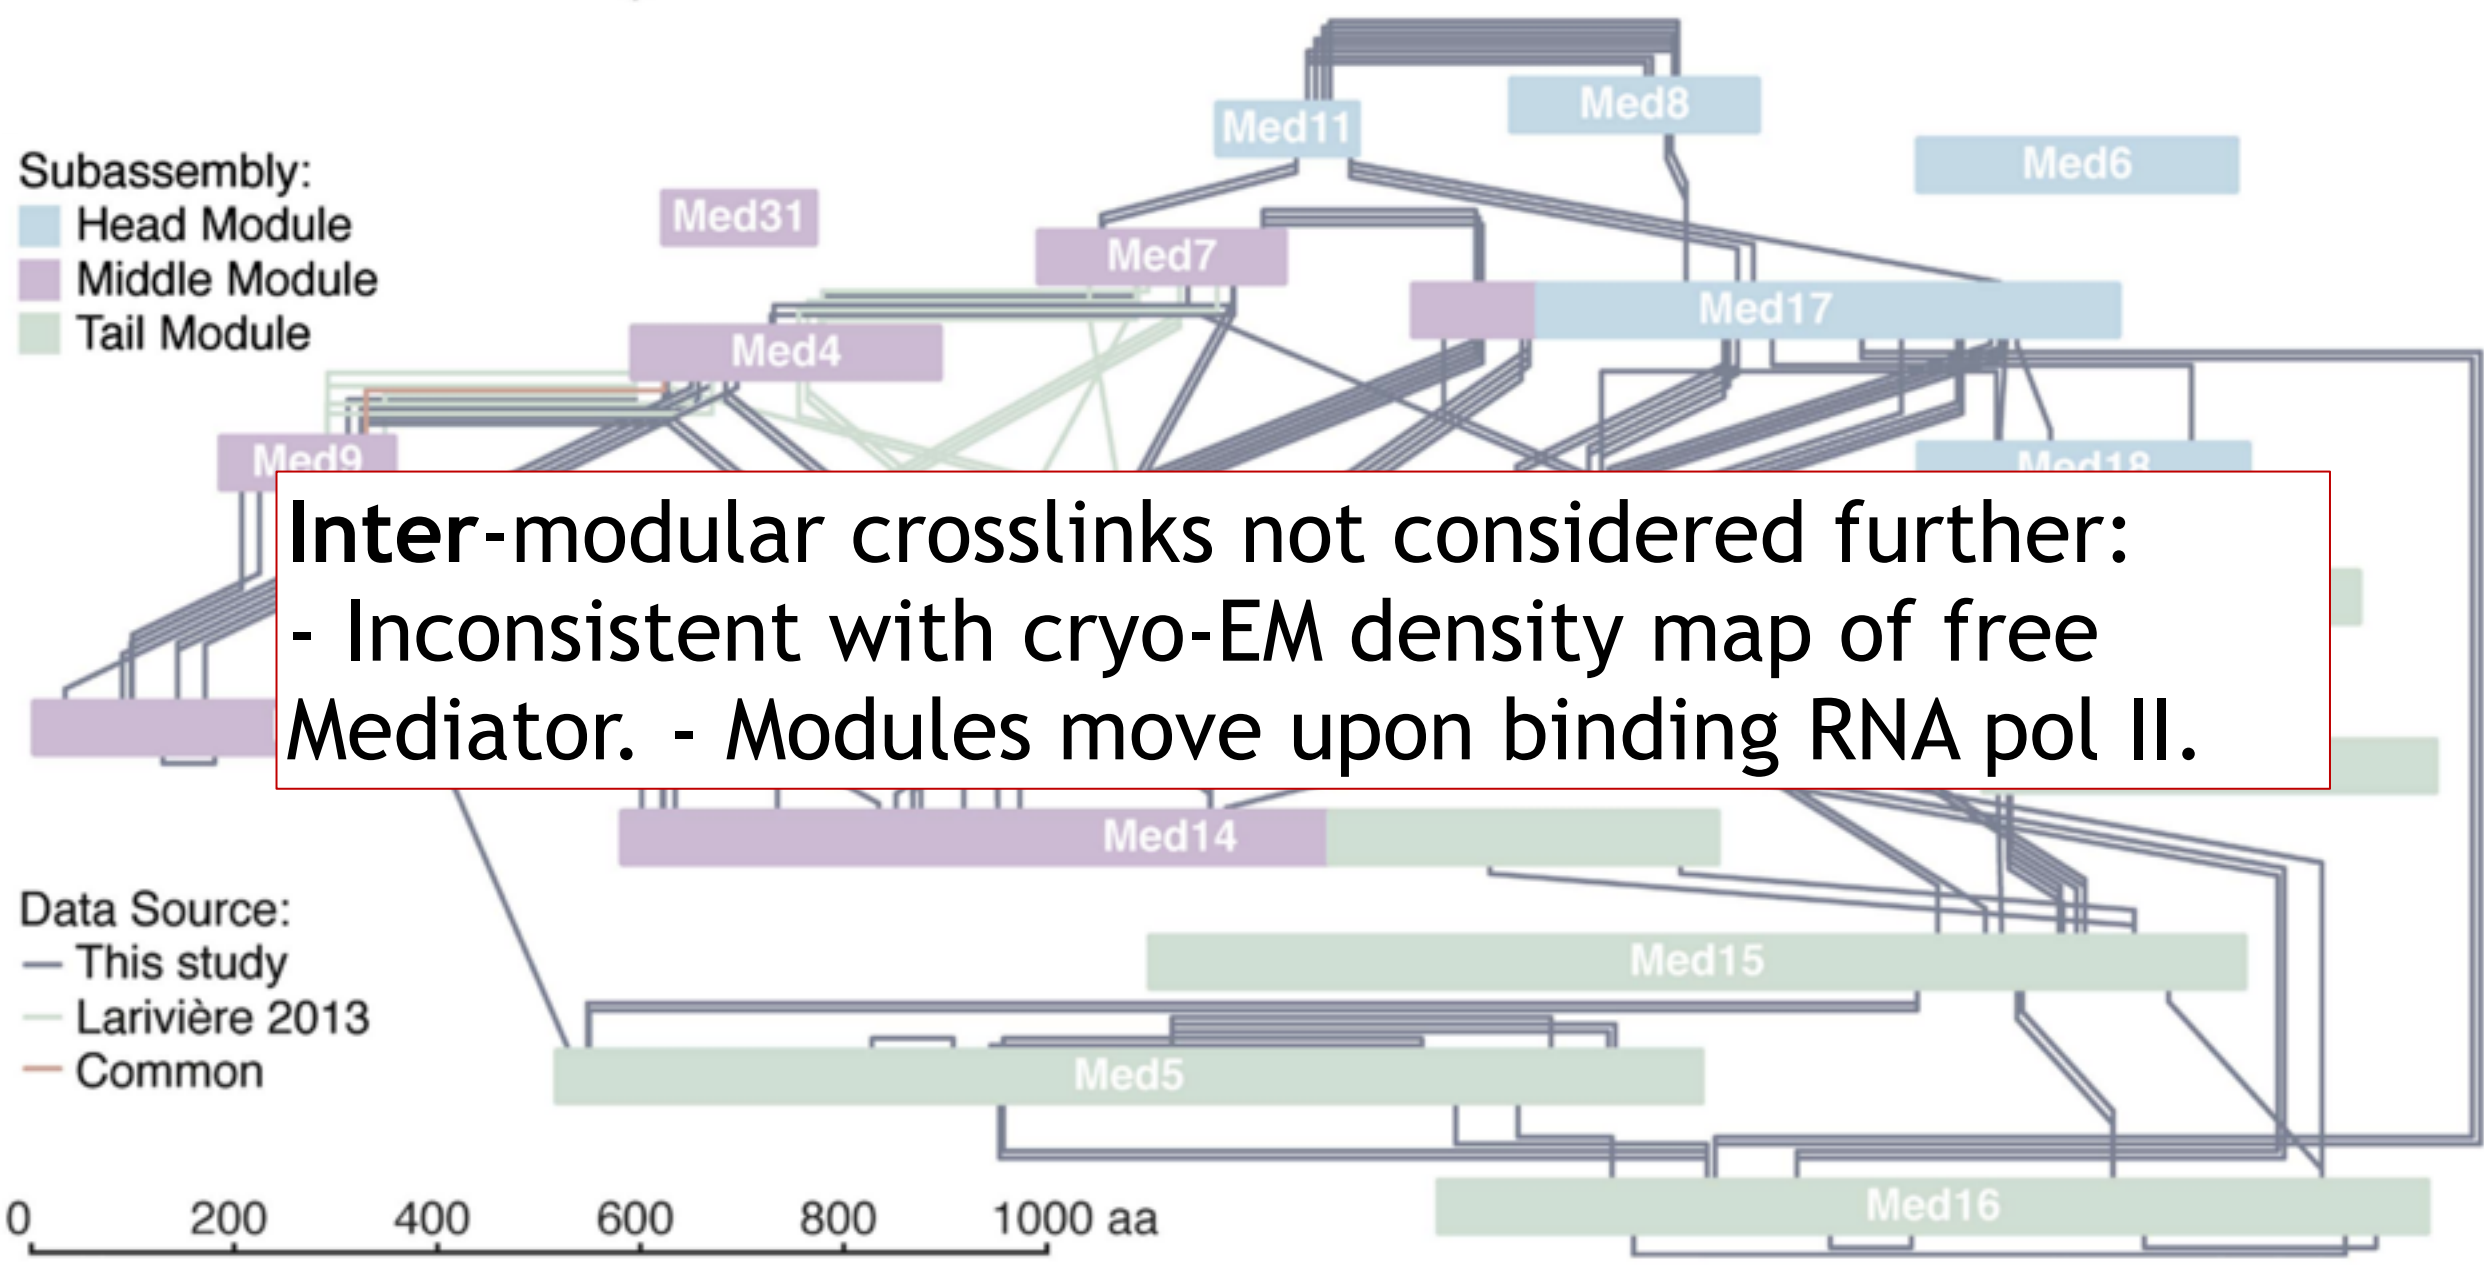 Med11
Med8
Med6
Subassembly:
Head Module
Middle Module
Tail Module
Med31
Med7
Med17
Med4
Med9
Med18
Inter-modular crosslinks not considered further:
- Inconsistent with cryo-EM density map of free
Mediator. - Modules move upon binding RNA pol II.
Med14
Data Source:
This study
Larivière 2013
Common
Med15
Med5
Med16
0 200 400 600 800 1000 aa